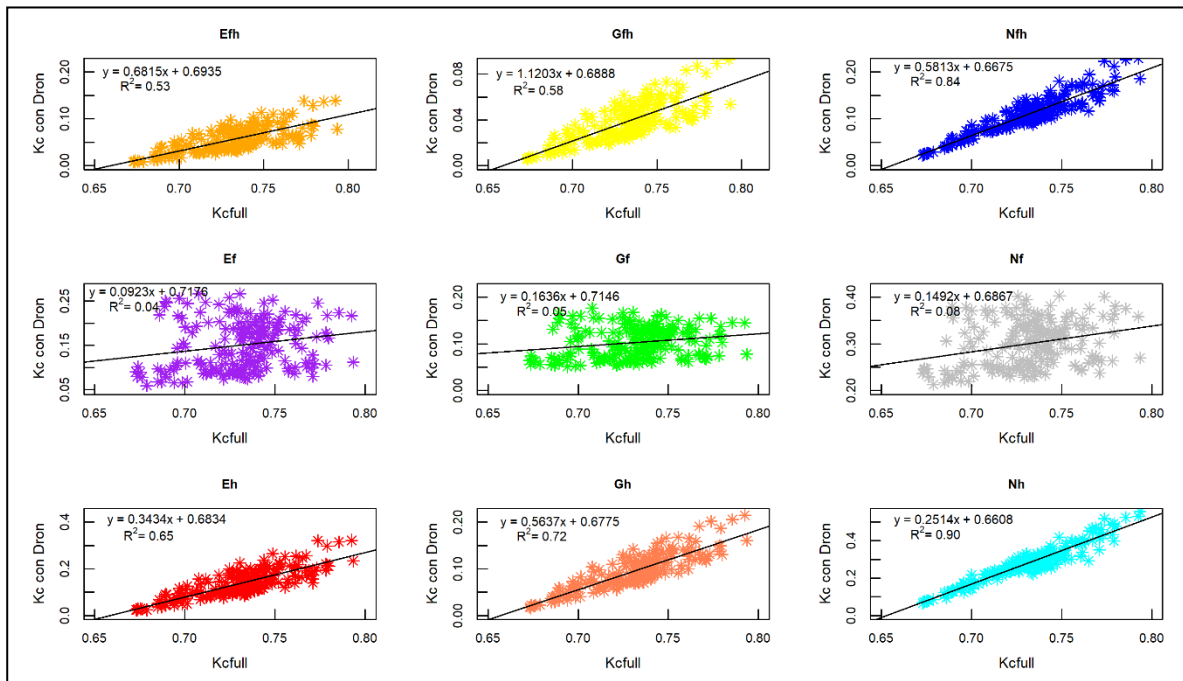 Efh
y = 0.6815x + 0.6935
R²= 0.53
Kc con Dron
0.20
0.10
0.00
0.65 0.70 0.75 0.80
Kcfull
Gfh
y = 1.1203x + 0.6888
R²= 0.58
Kc con Dron
0.08
0.04
0.00
0.65 0.70 0.75 0.80
Kcfull
Nfh
y = 0.5813x + 0.6675
R²= 0.84
Kc con Dron
0.20
0.10
0.00
0.65 0.70 0.75 0.80
Kcfull
Ef
y = 0.0923x + 0.7176
R²= 0.04
Kc con Dron
0.25
0.15
0.05
0.65 0.70 0.75 0.80
Kcfull
Gf
y = 0.1636x + 0.7146
R²= 0.05
Kc con Dron
0.20
0.10
0.00
0.65 0.70 0.75 0.80
Kcfull
Nf
y = 0.1492x + 0.6867
R²= 0.08
Kc con Dron
0.40
0.30
0.20
0.65 0.70 0.75 0.80
Kcfull
Eh
y = 0.3434x + 0.6834
R²= 0.65
Kc con Dron
0.4
0.2
0.0
0.65 0.70 0.75 0.80
Kcfull
Gh
y = 0.5637x + 0.6775
R²= 0.72
Kc con Dron
0.20
0.10
0.00
0.65 0.70 0.75 0.80
Kcfull
Nh
y = 0.2514x + 0.6608
R²= 0.90
Kc con Dron
0.4
0.2
0.0
0.65 0.70 0.75 0.80
Kcfull